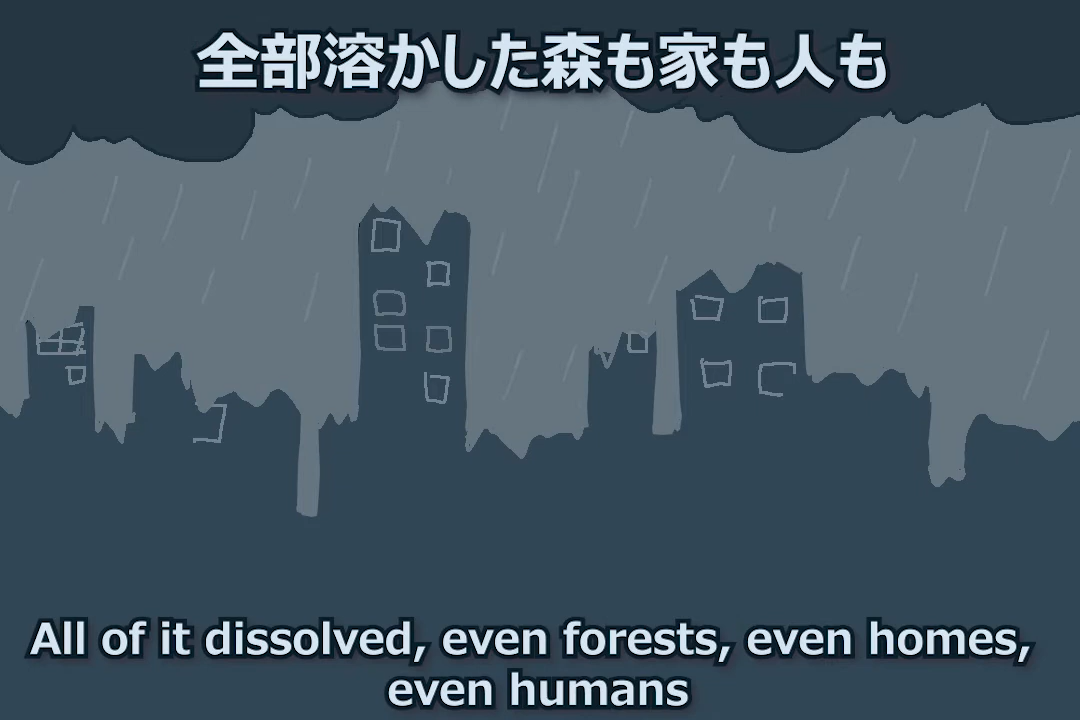 全部溶かした森も家も人も
All of it dissolved, even forests, even homes,
even humans